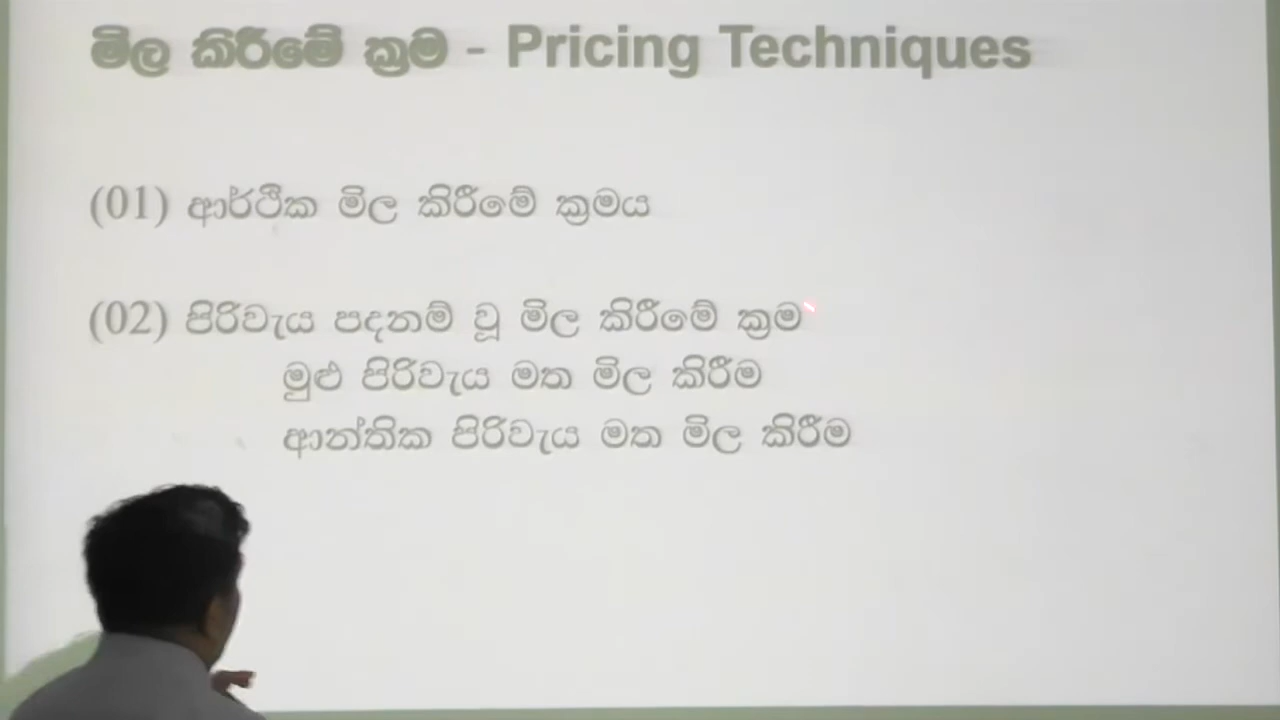 මිල කිරීමේ ක්‍රම - Pricing Techniques
(01) ආර්ථික මිල කිරීමේ ක්‍රමය
(02) පිරිවැය පදනම් වූ මිල කිරීමේ ක්‍රම
මුළු පිරිවැය මත මිල කිරීම
ආන්තික පිරිවැය මත මිල කිරීම